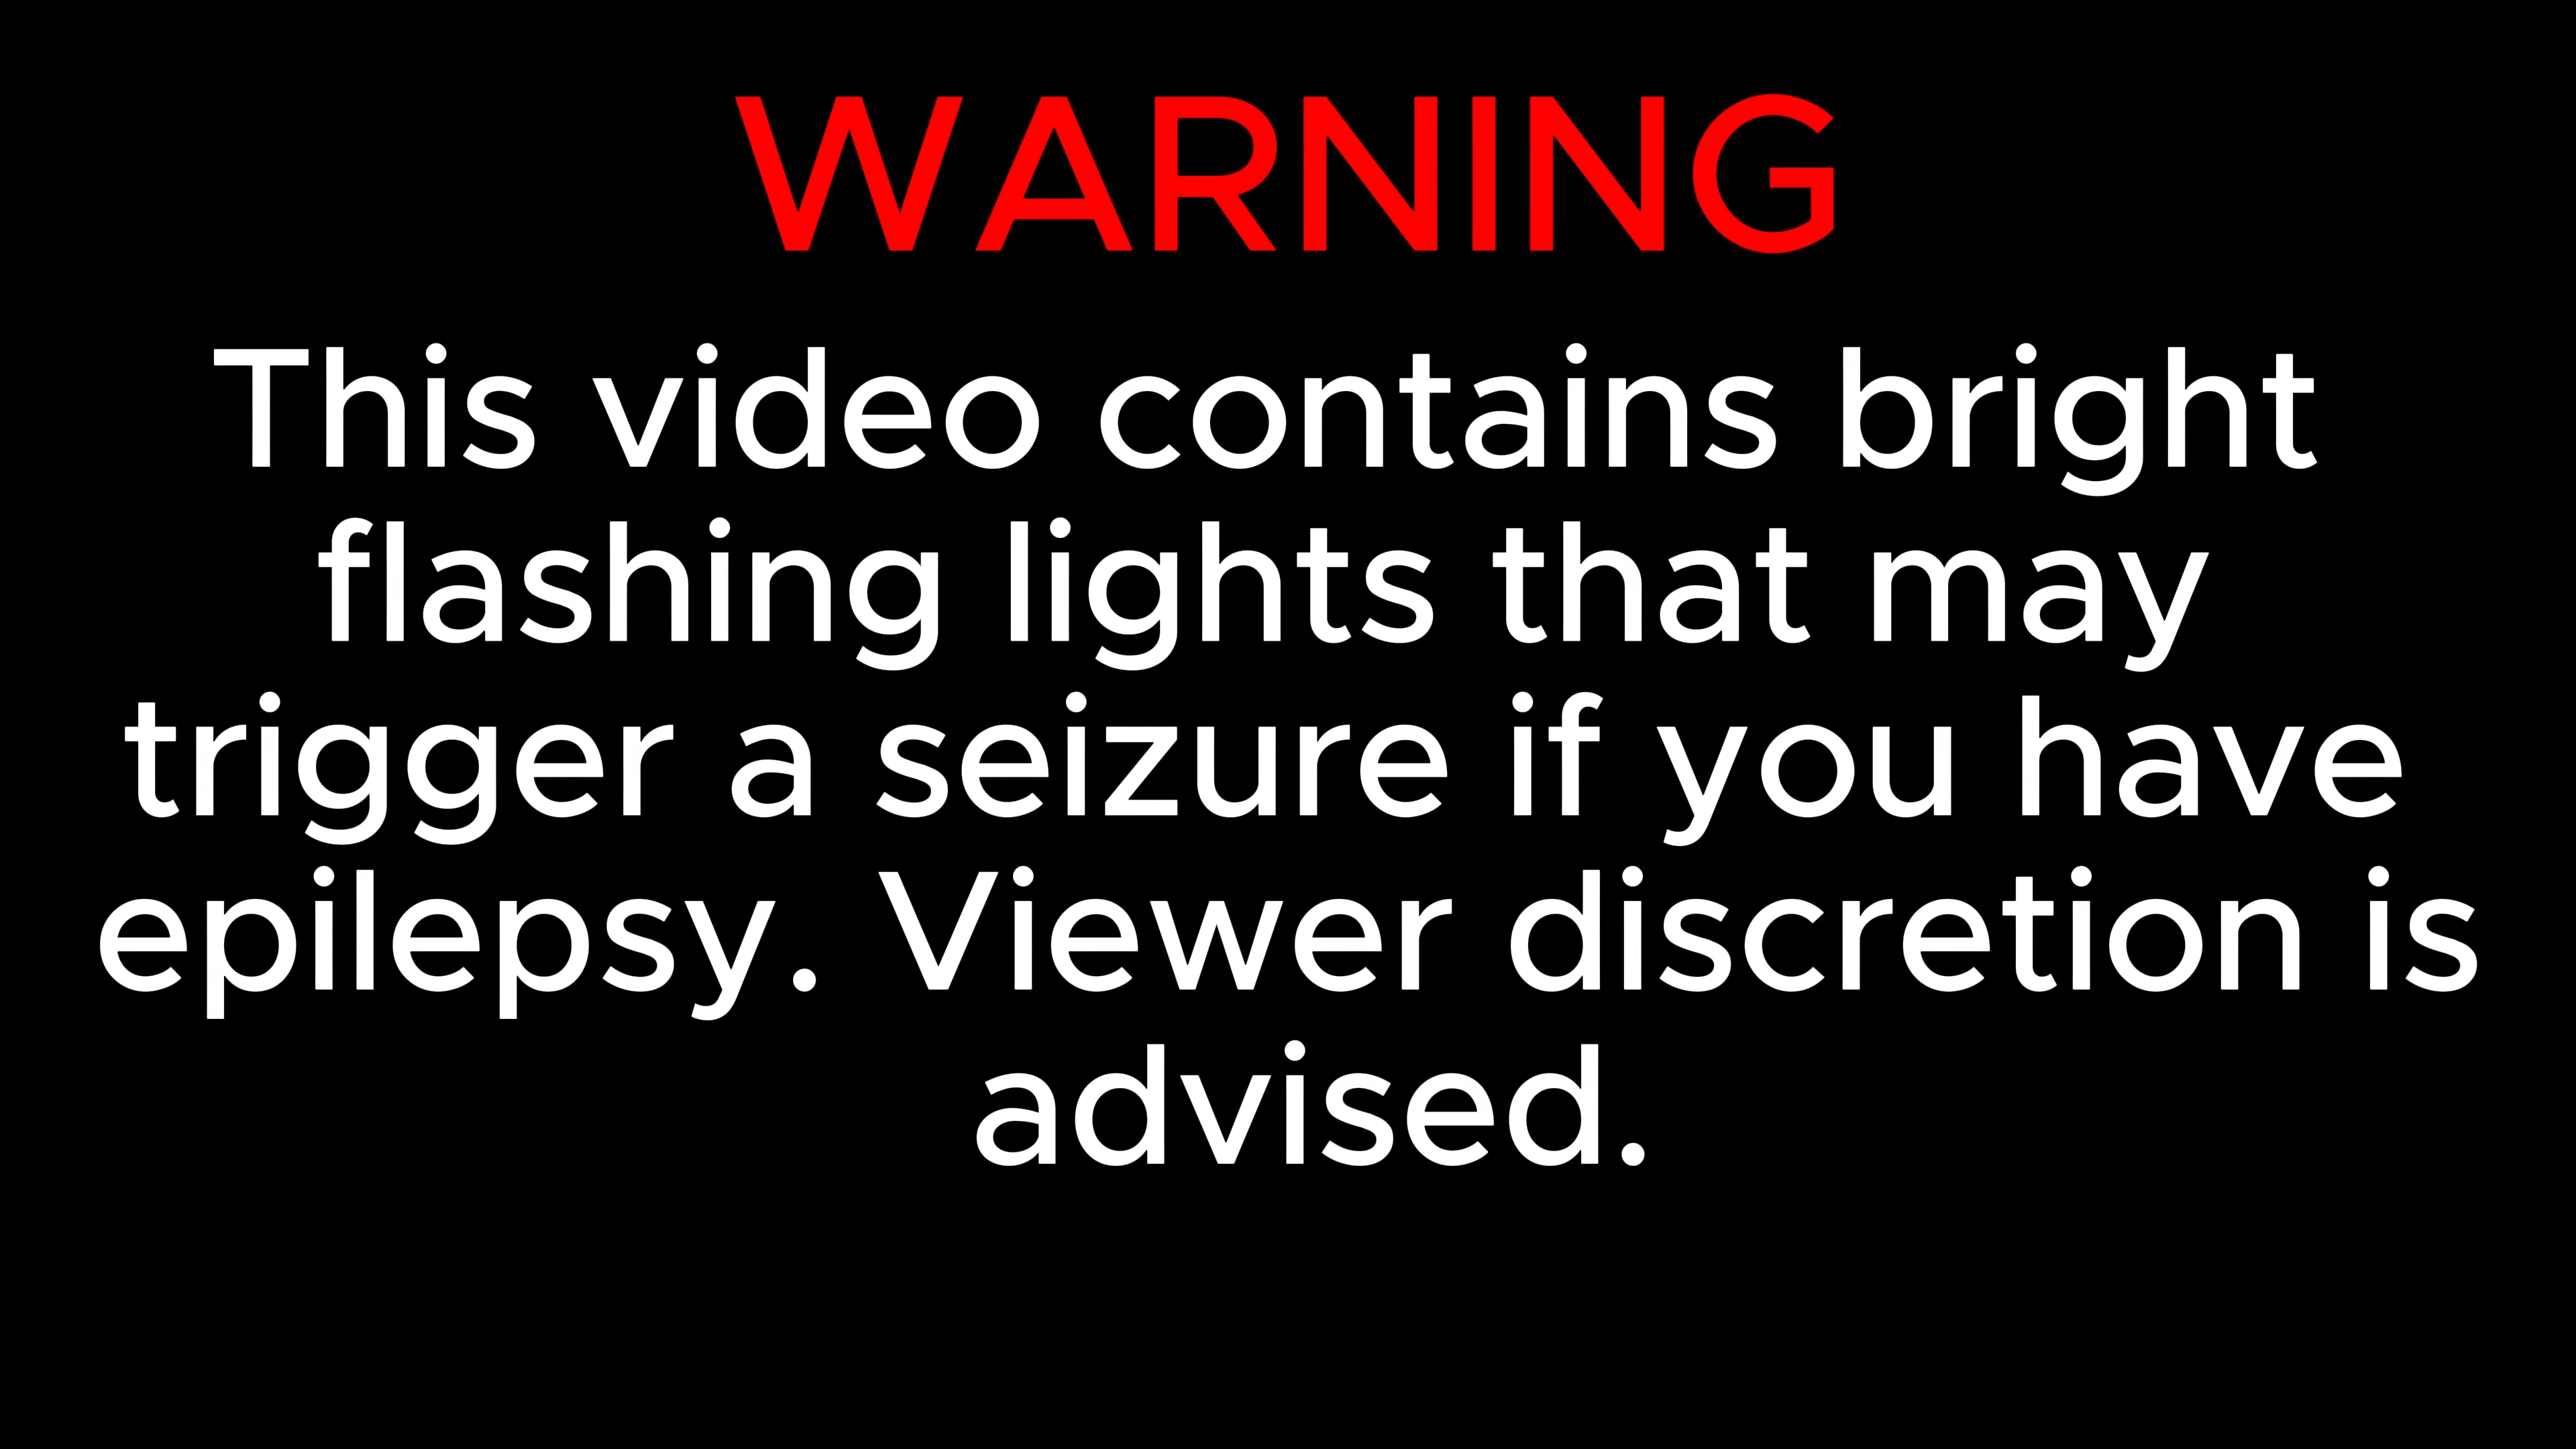 WARNING
This video contains bright
flashing lights that may
trigger a seizure if you have
epilepsy. Viewer discretion is
advised.